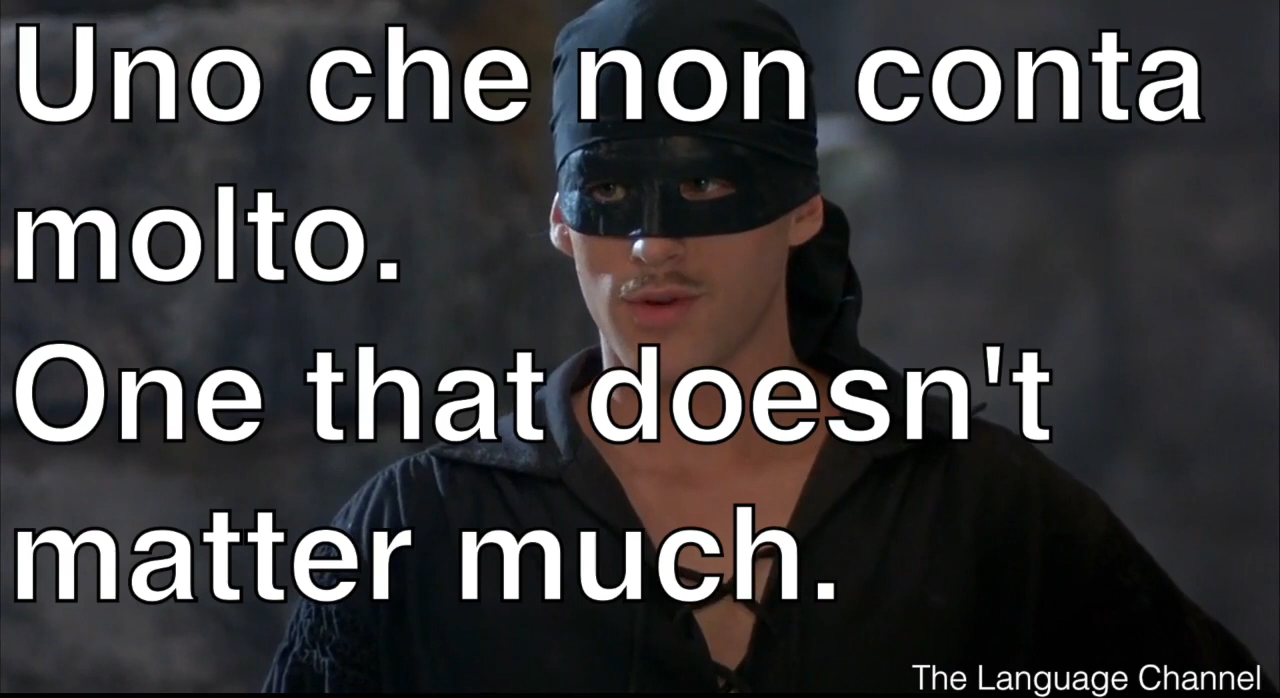 Uno che non conta
molto.
One that doesn't
matter much.
The Language Channel